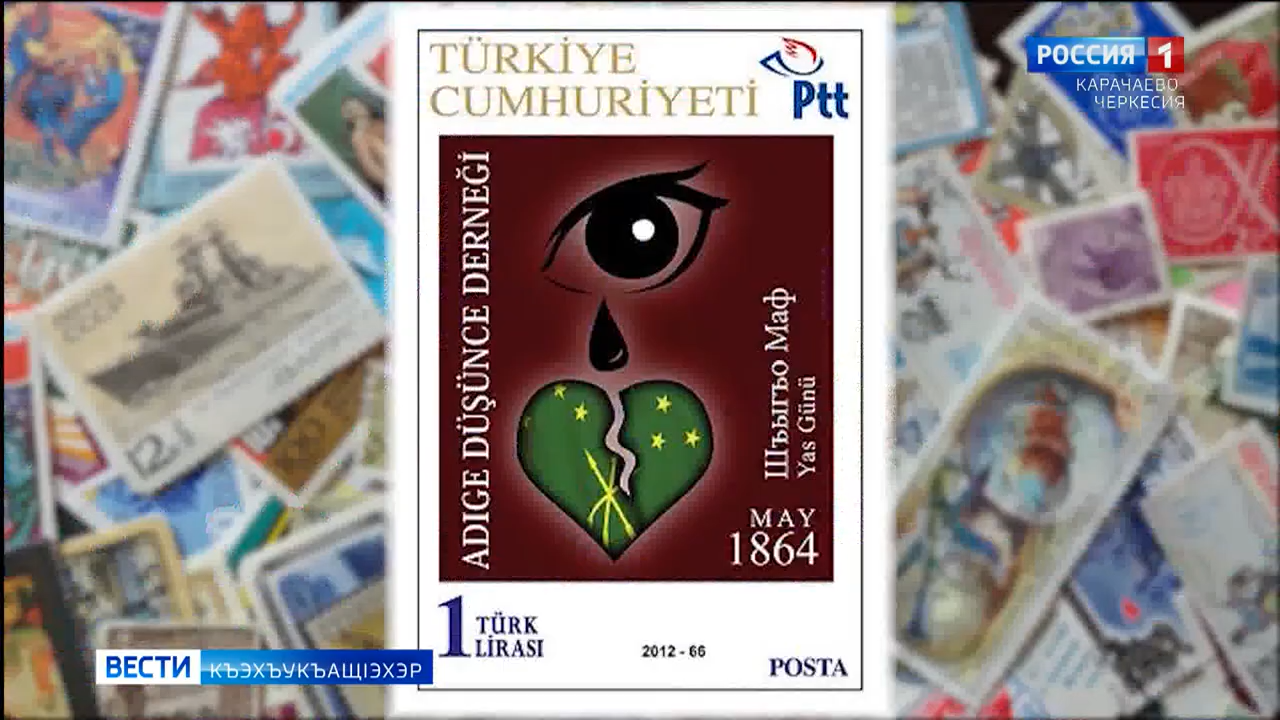 TÜRKİYE
CUMHURİYETİ
Ptt
РОССИЯ 1
КАРАЧАЕВО
ЧЕРКЕСИЯ
ADIGE DÜŞÜNCE DERNEĞİ
Шъыгъо Маф
Yas Günü
MAY
1864
1 TÜRK
LİRASI
2012 - 66
POSTA
ВЕСТИ КЪЭХЪУКЪАЩІЭХЭР